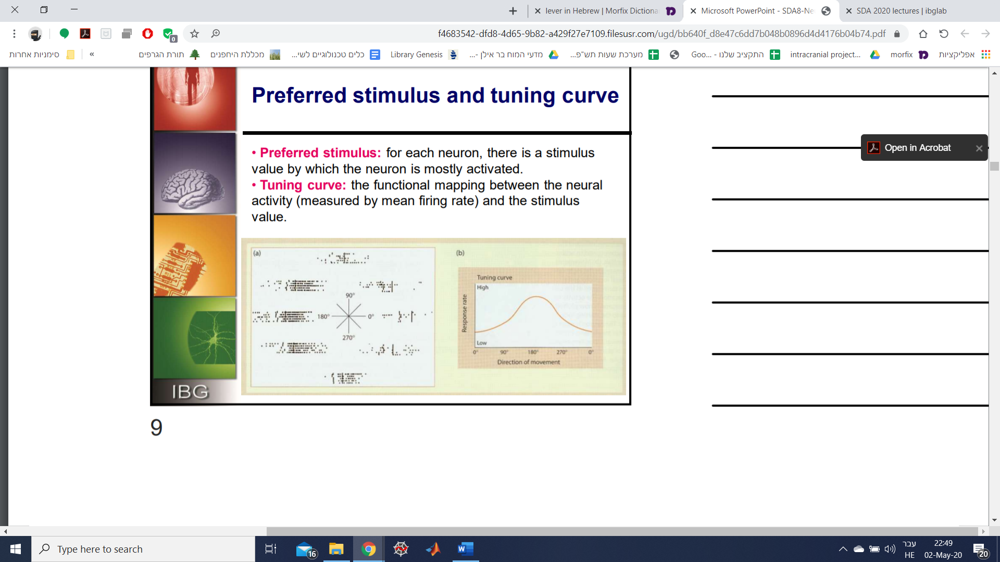 lever in Hebrew | Morfix Dictiona
Microsoft PowerPoint - SDA8-Ne
SDA 2020 lectures | ibglab
0
f4683542-dfd8-4d65-9b82-a429f27e7109.filesusr.com/ugd/bb640f_d8e47c6dd7b048b0896d4d4176b04b74.pdf
אפליקציות
morfix
intracranial project...
התקציב שלנו - Goo...
מערכת שעות תש"פ...
מדעי המוח בר אילן -...
Library Genesis
כלים טכנולוגיים לשי...
מכללת היחפנים
תורת הגרפים
»
סימניות אחרות
Preferred stimulus and tuning curve
• Preferred stimulus: for each neuron, there is a stimulus
value by which the neuron is mostly activated.
• Tuning curve: the functional mapping between the neural
activity (measured by mean firing rate) and the stimulus
value.
(a)
90°
180°
0°
270°
(b)
Tuning curve
High
Response rate
Low
0° 90° 180° 270° 0°
Direction of movement
IBG
9
Open in Acrobat
Type here to search
16
עבר
HE
22:49
02-May-20
20